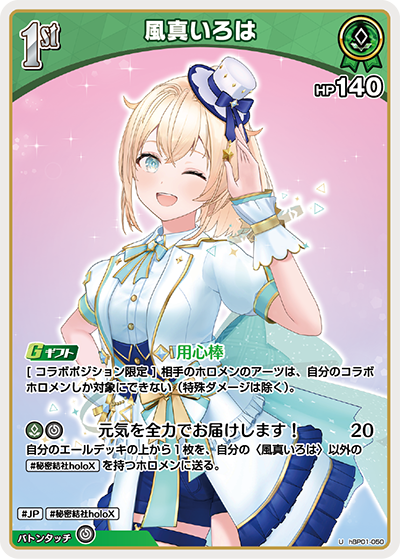 1st
風真いろは
HP140
Gギフト 用心棒
[ コラボポジション限定 ] 相手のホロメンのアーツは、自分のコラボ
ホロメンしか対象にできない (特殊ダメージは除く)。
元気を全力でお届けします! 20
自分のエールデッキの上から1枚を、自分の〈風真いろは〉以外の
#秘密結社holoX を持つホロメンに送る。
#JP #秘密結社holoX
バトンタッチ
U hBP01-050